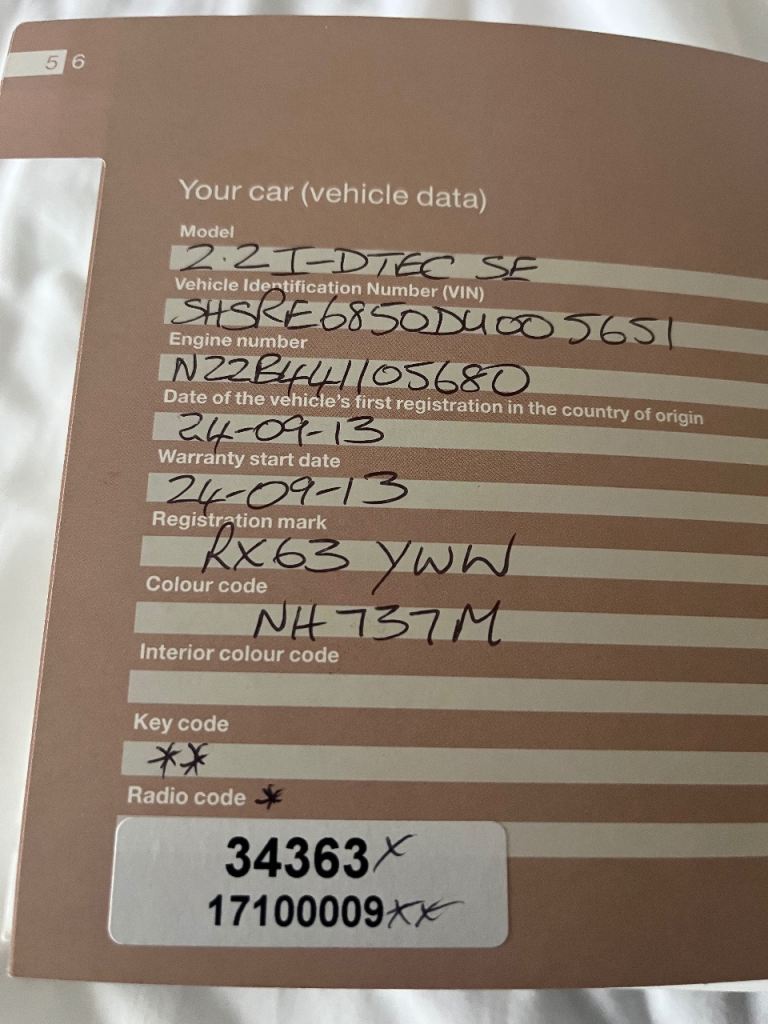 5 6
Your car (vehicle data)
Model
2.2 I-DTEC SE
Vehicle Identification Number (VIN)
SHSRE6850DU005651
Engine number
N22B441105680
Date of the vehicle's first registration in the country of origin
24-09-13
Warranty start date
24-09-13
Registration mark
RX63 YWW
Colour code
NH737M
Interior colour code
Key code
**
Radio code *
34363*
17100009**